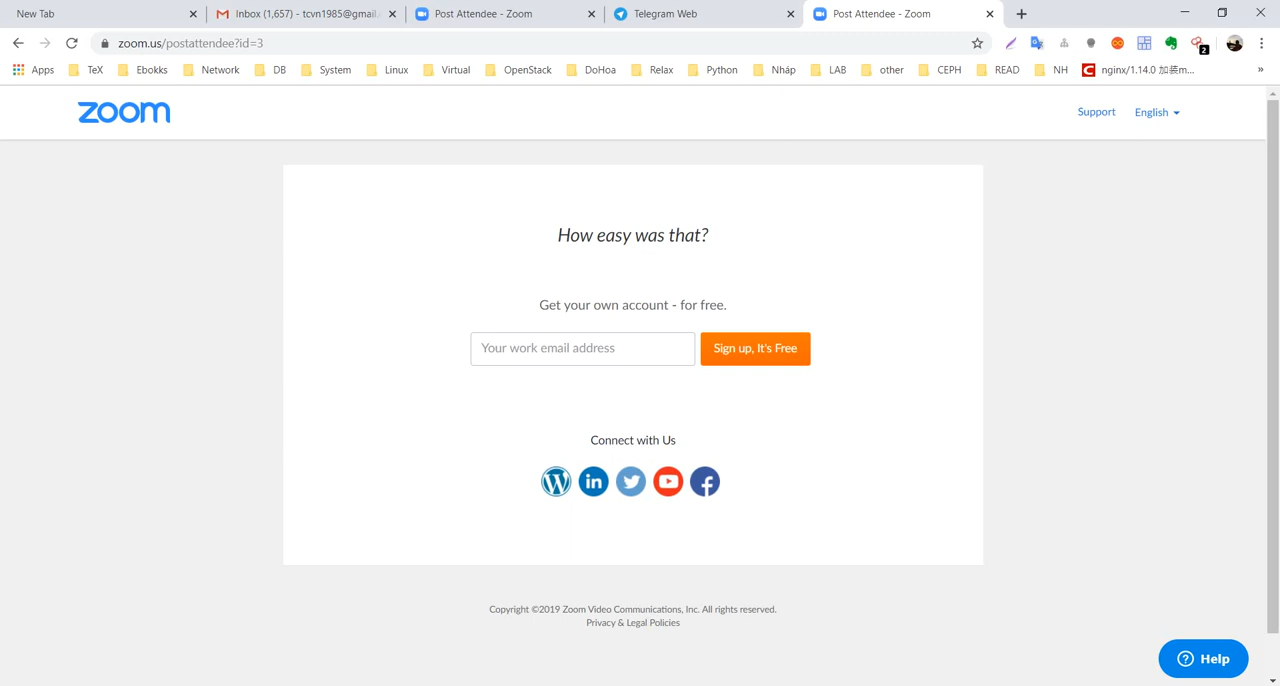 New Tab
Inbox (1,657) - tcvn1985@gmail.
Post Attendee - Zoom
Telegram Web
Post Attendee - Zoom
zoom.us/postattendee?id=3
2
Apps
TeX
Ebokks
Network
DB
System
Linux
Virtual
OpenStack
DoHoa
Relax
Python
Nháp
LAB
other
CEPH
READ
NH
C
nginx/1.14.0 加装m...
»
zoom
Support
English
How easy was that?
Get your own account - for free.
Your work email address
Sign up, It's Free
Connect with Us
Copyright ©2019 Zoom Video Communications, Inc. All rights reserved.
Privacy & Legal Policies
Help